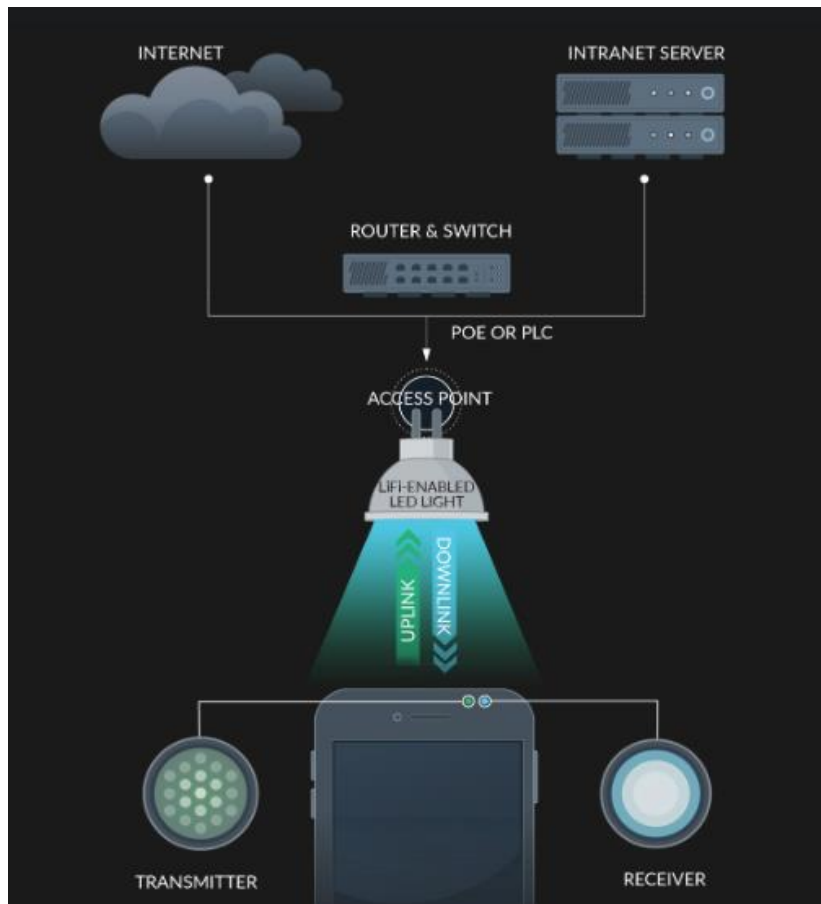 INTERNET
INTRANET SERVER
ROUTER & SWITCH
POE OR PLC
ACCESS POINT
LiFi-ENABLED
LED LIGHT
UPLINK
DOWNLINK
TRANSMITTER
RECEIVER